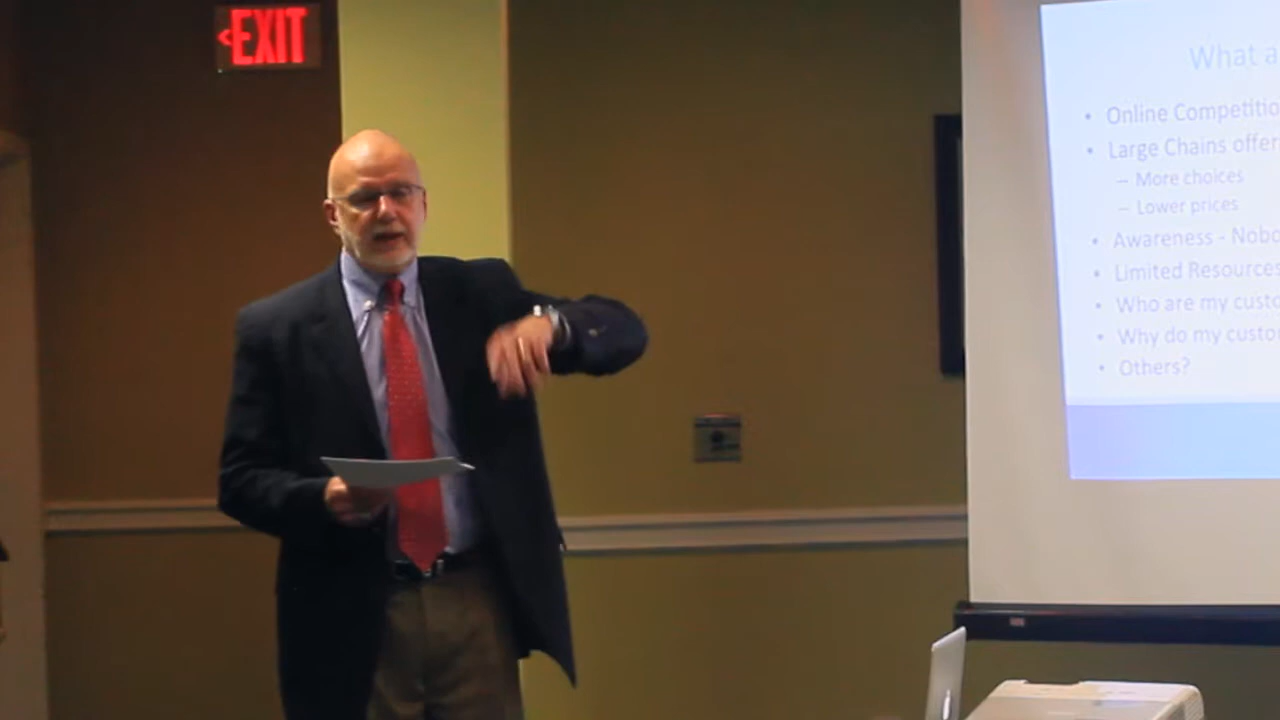 <EXIT
What a
• Online Competitio
• Large Chains offer
– More choices
– Lower prices
• Awareness - Nobo
• Limited Resources
• Who are my custo
• Why do my custo
• Others?